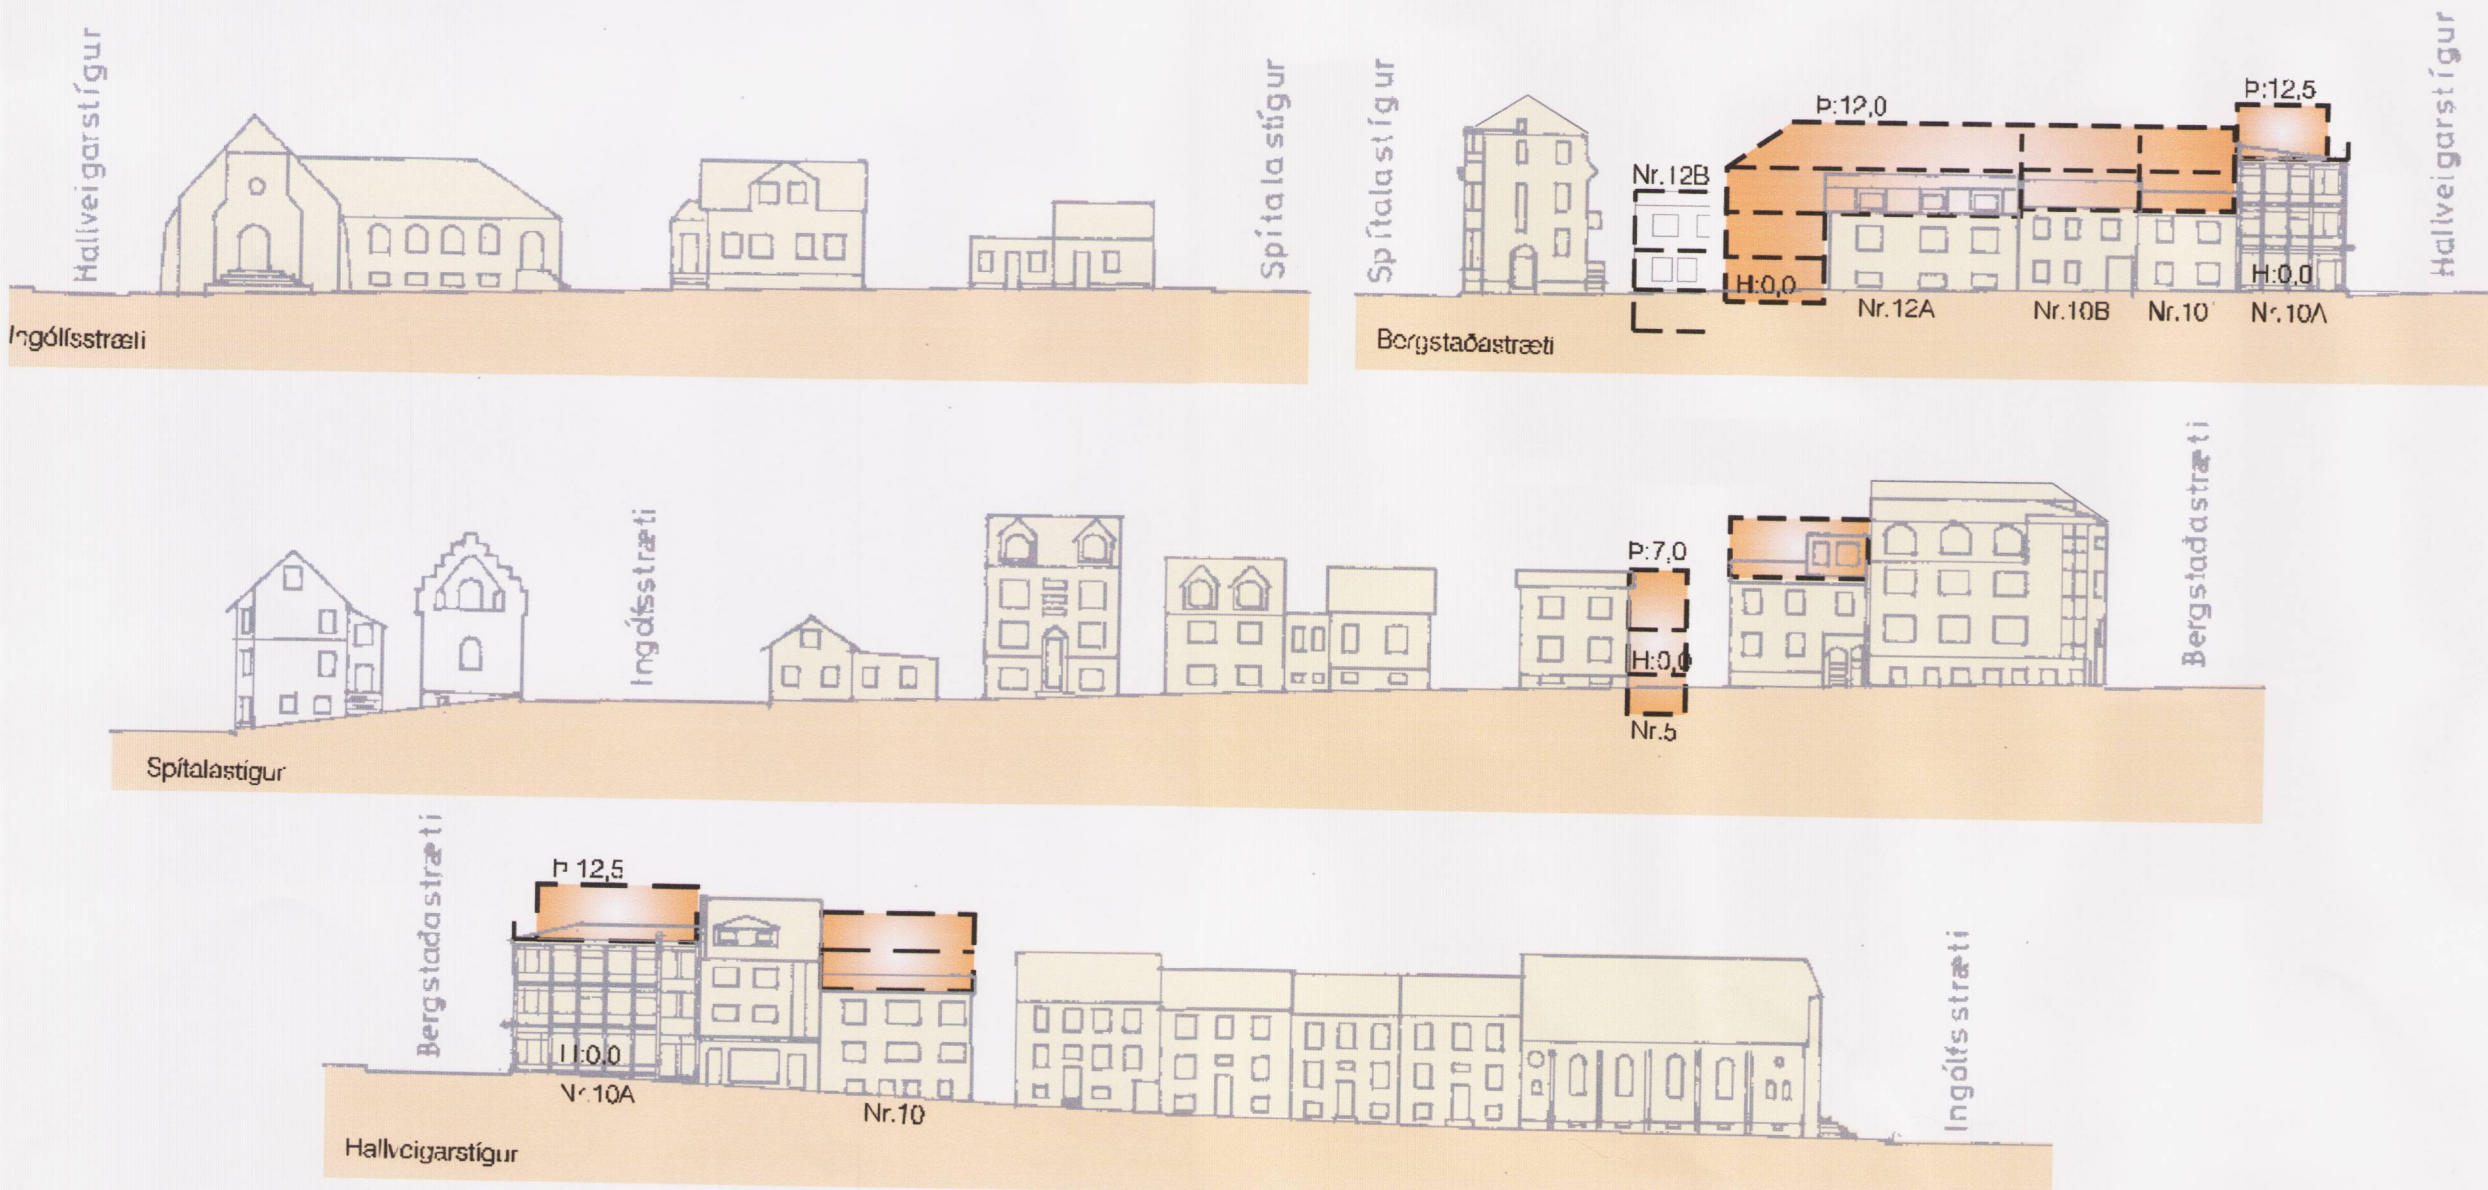 Hallveigarstígur
Spítalastígur
Ingólfsstræti
Spítalastígur
Nr.12B
Þ:12,0
Þ:12,5
Hallveigarstígur
H:0,0
H:0,0
Nr.12A
Nr.10B
Nr.10
Nr.10A
Bergstaðastræti
Ingólfsstræti
Þ:7,0
H:0,0
Nr.5
Bergstaðastræti
Spítalastígur
Bergstaðastræti
Þ 12,5
H:0,0
Nr.10A
Nr.10
Ingólfsstræti
Hallveigarstígur